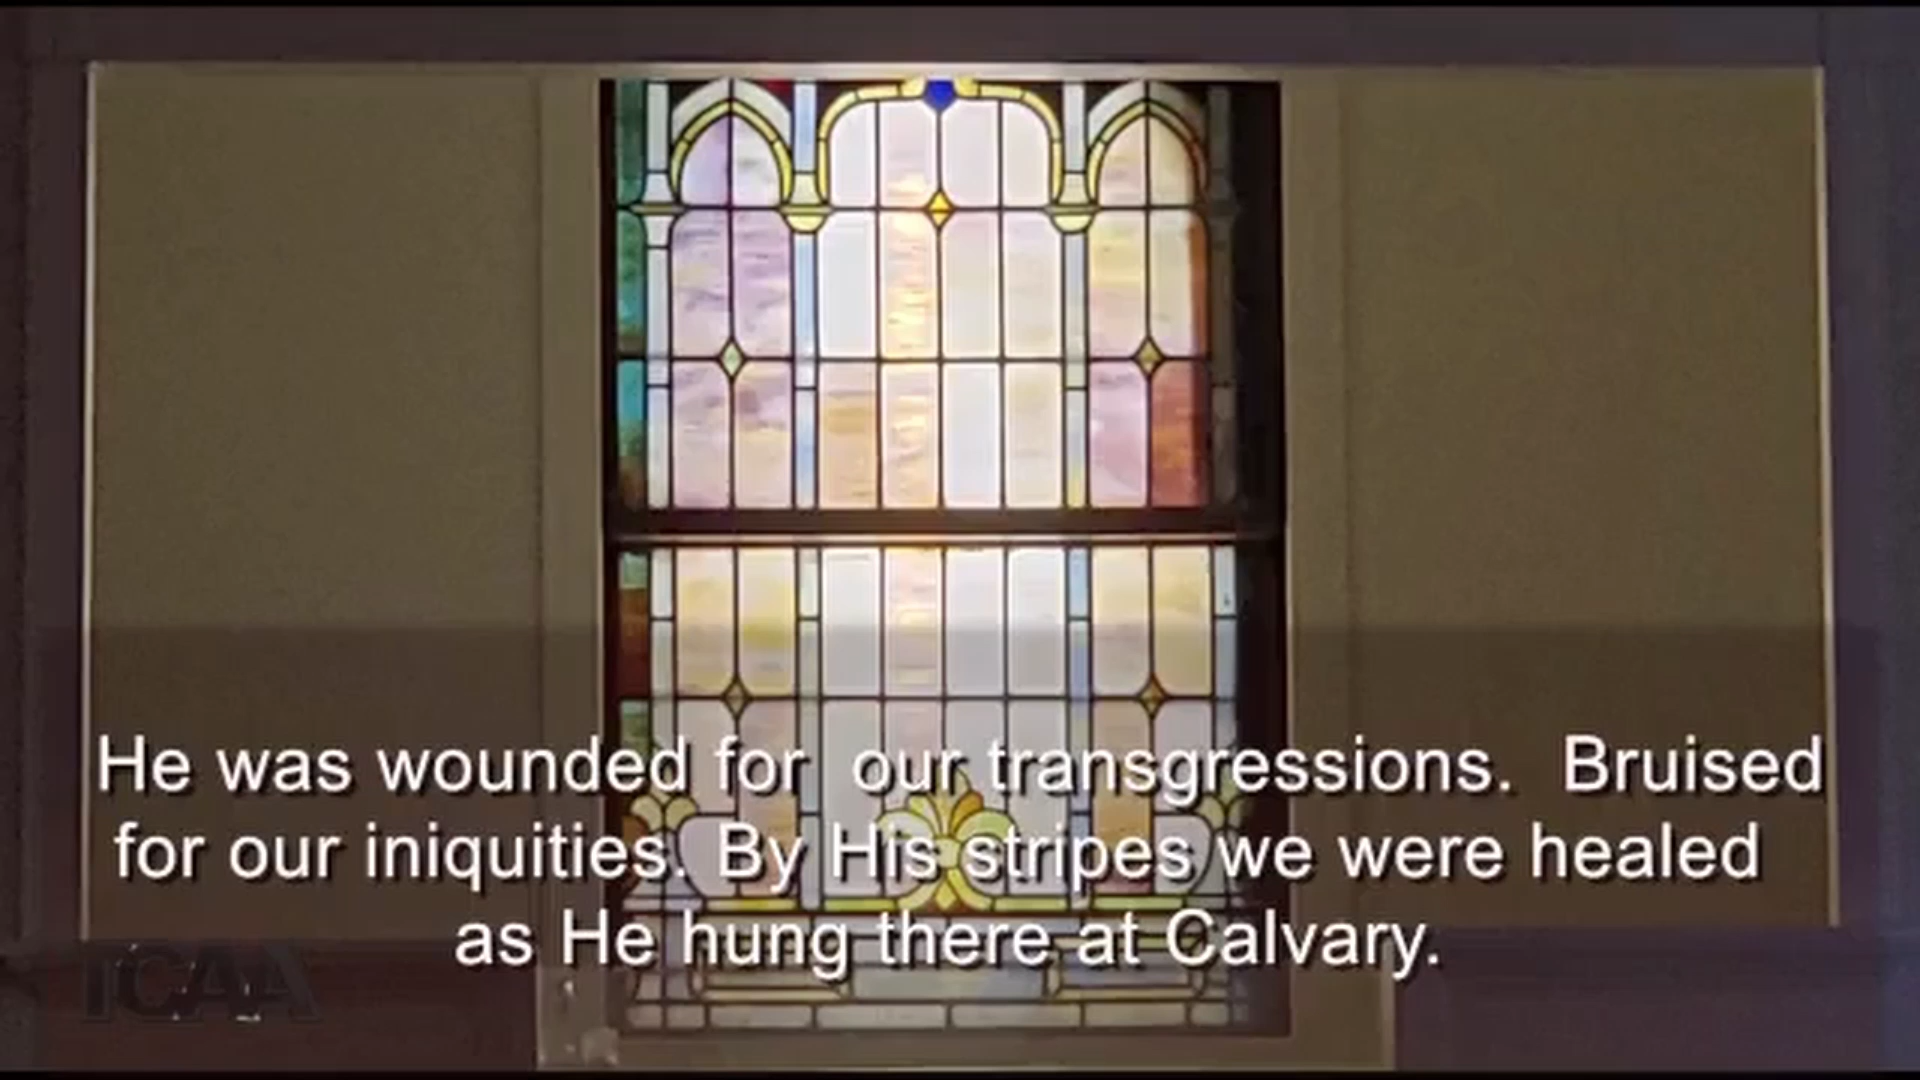 He was wounded for  our transgressions.  Bruised
for our iniquities. By His stripes we were healed
as He hung there at Calvary.
TCAA